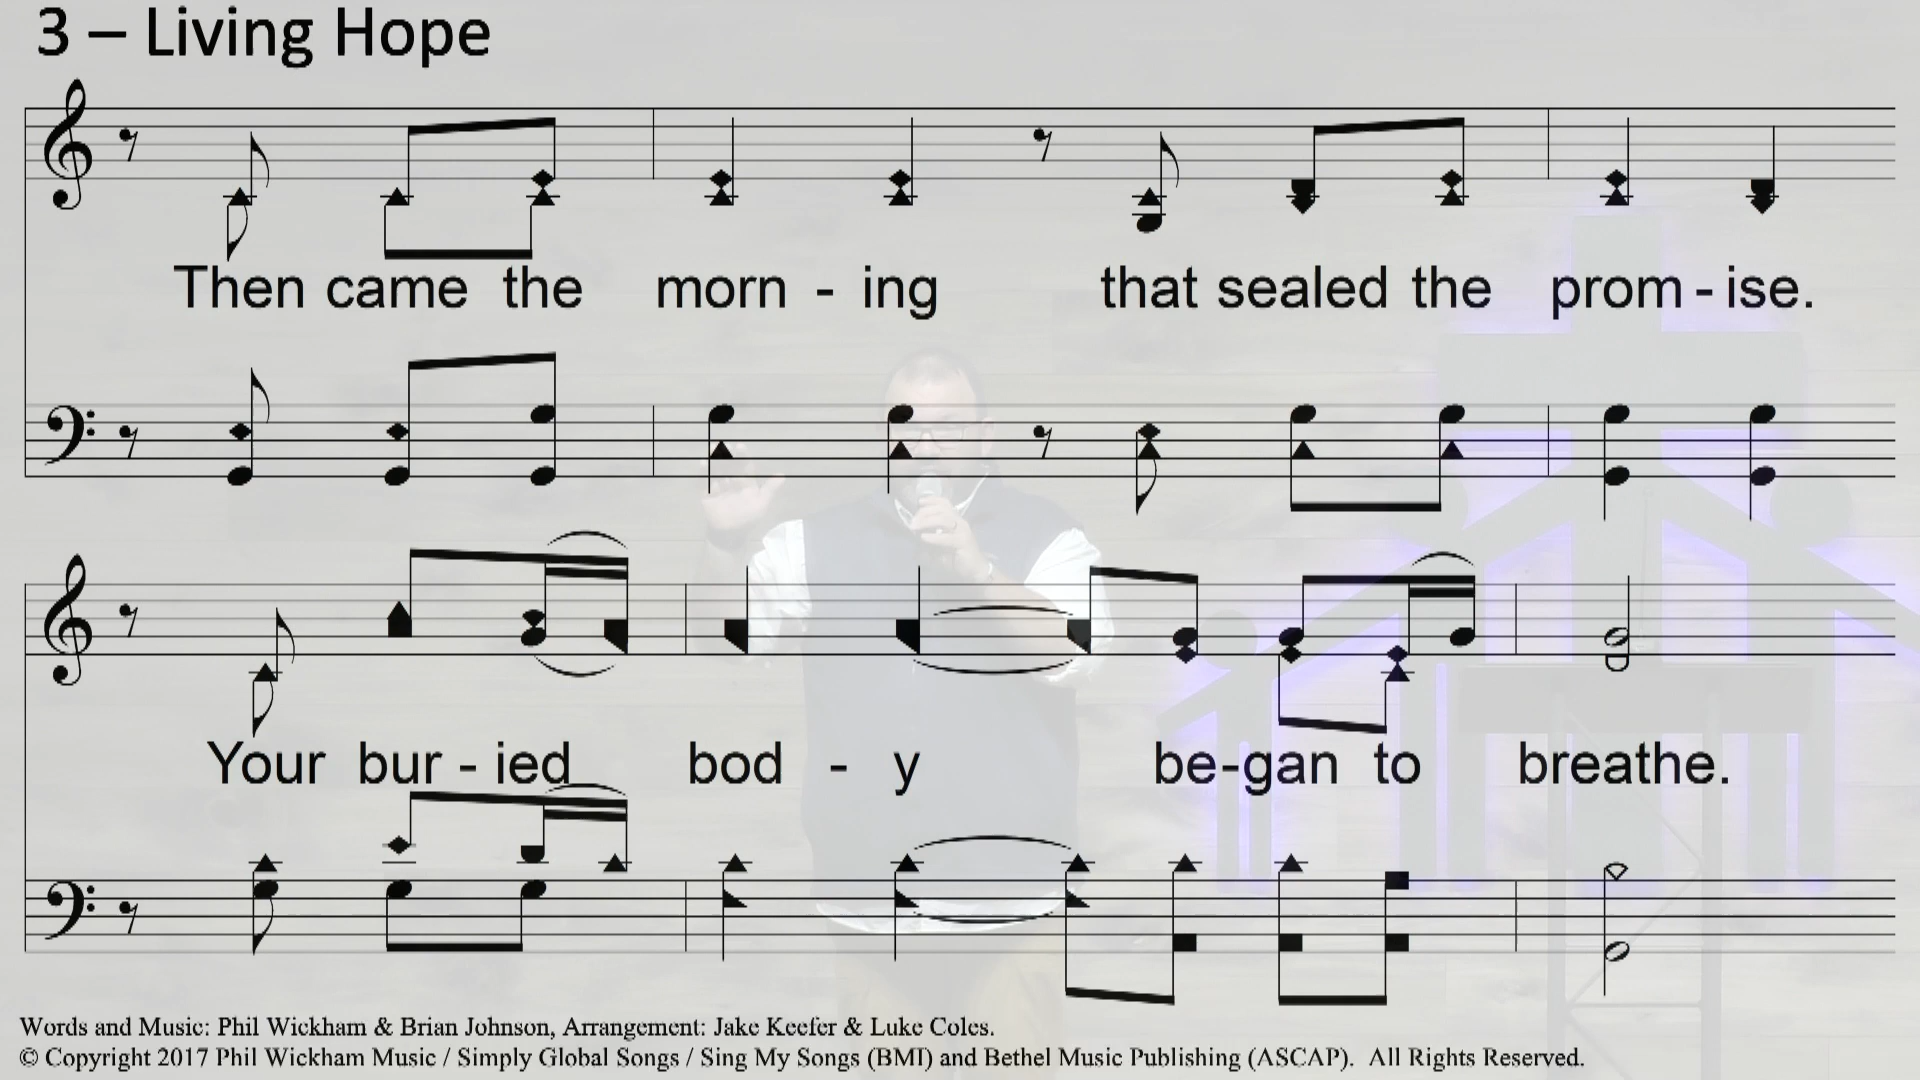 3 – Living Hope
Then came the morn - ing that sealed the prom - ise.
Your bur - ied bod - y be-gan to breathe.
Words and Music: Phil Wickham & Brian Johnson, Arrangement: Jake Keefer & Luke Coles.
© Copyright 2017 Phil Wickham Music / Simply Global Songs / Sing My Songs (BMI) and Bethel Music Publishing (ASCAP).  All Rights Reserved.